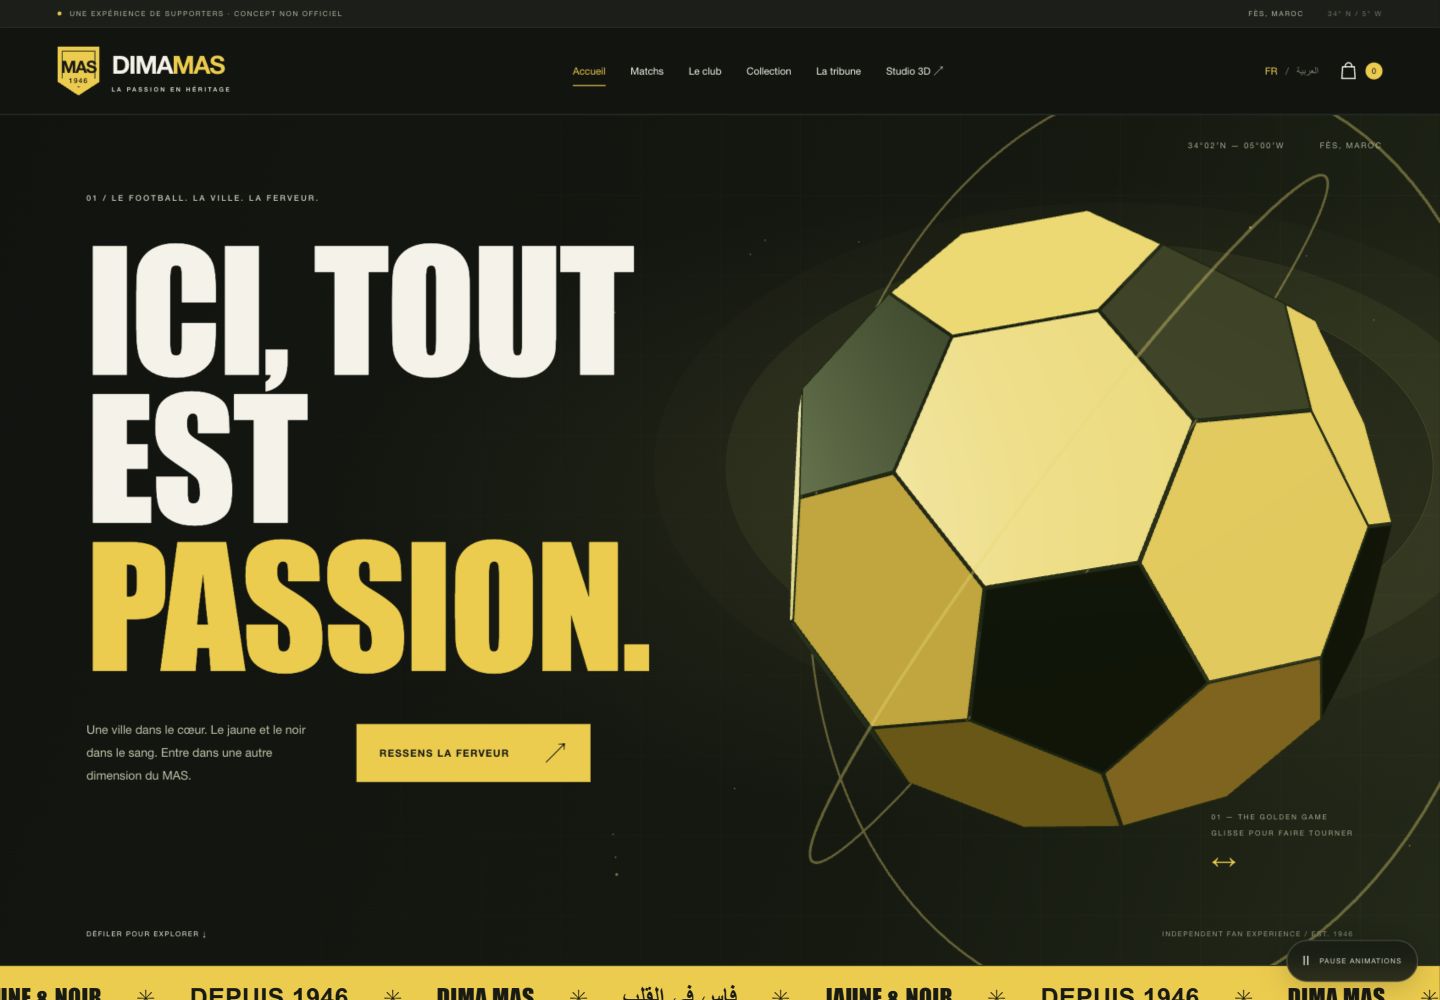 UNE EXPÉRIENCE DE SUPPORTERS · CONCEPT NON OFFICIEL
FÈS, MAROC 34° N / 5° W
MAS
1946
DIMAMAS
LA PASSION EN HÉRITAGE
Accueil Matchs Le club Collection La tribune Studio 3D ↗
FR / العربية 0
34°02'N — 05°00'W FÈS, MAROC
01 / LE FOOTBALL. LA VILLE. LA FERVEUR.
ICI, TOUT
EST
PASSION.
Une ville dans le cœur. Le jaune et le noir
dans le sang. Entre dans une autre
dimension du MAS.
RESSENS LA FERVEUR ↗
01 — THE GOLDEN GAME
GLISSE POUR FAIRE TOURNER
↔
DÉFILER POUR EXPLORER ↓
INDEPENDENT FAN EXPERIENCE / EST. 1946
PAUSE ANIMATIONS
UNE & NOIR ✳ DEPUIS 1946 ✳ DIMA MAS ✳ فاس في القلب ✳ JAUNE & NOIR ✳ DEPUIS 1946 ✳ DIMA MAS ✳